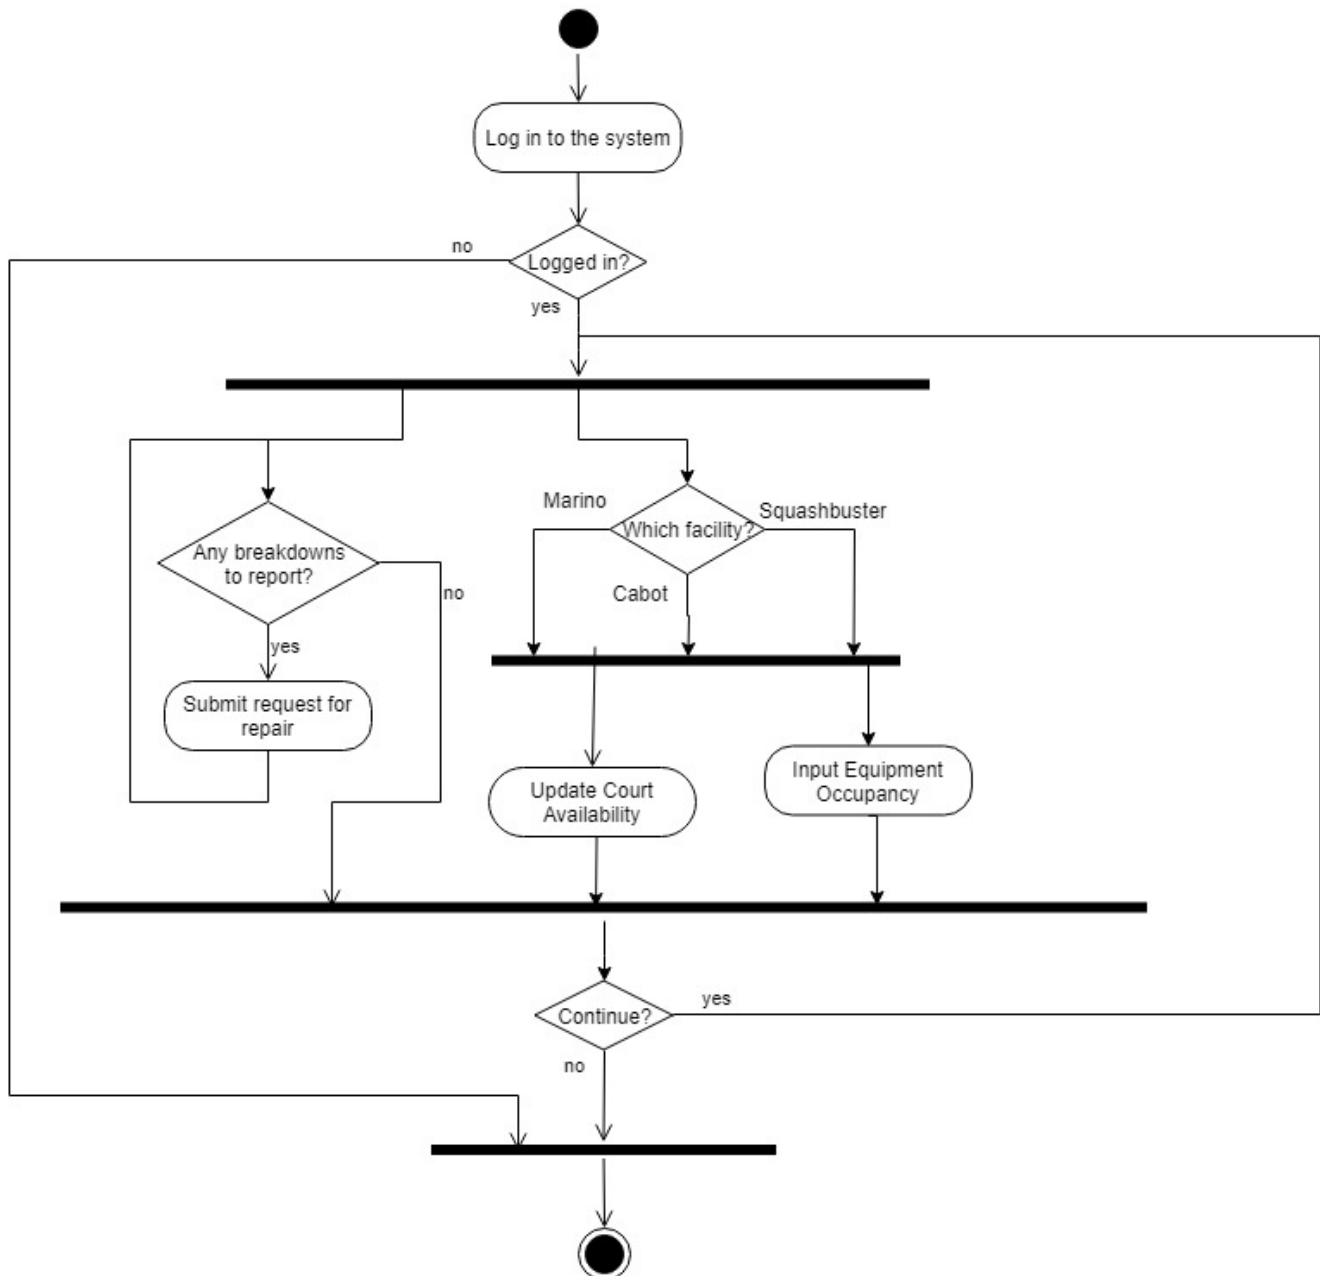 Log in to the system
no
Logged in?
yes
Marino
Squashbuster
Which facility?
Any breakdowns
to report?
no
Cabot
yes
Submit request for
repair
Input Equipment
Occupancy
Update Court
Availability
yes
Continue?
no